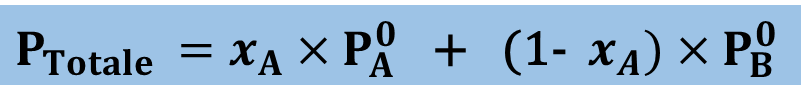 P_Totale = x_A × P_A^0 + (1- x_A) × P_B^0